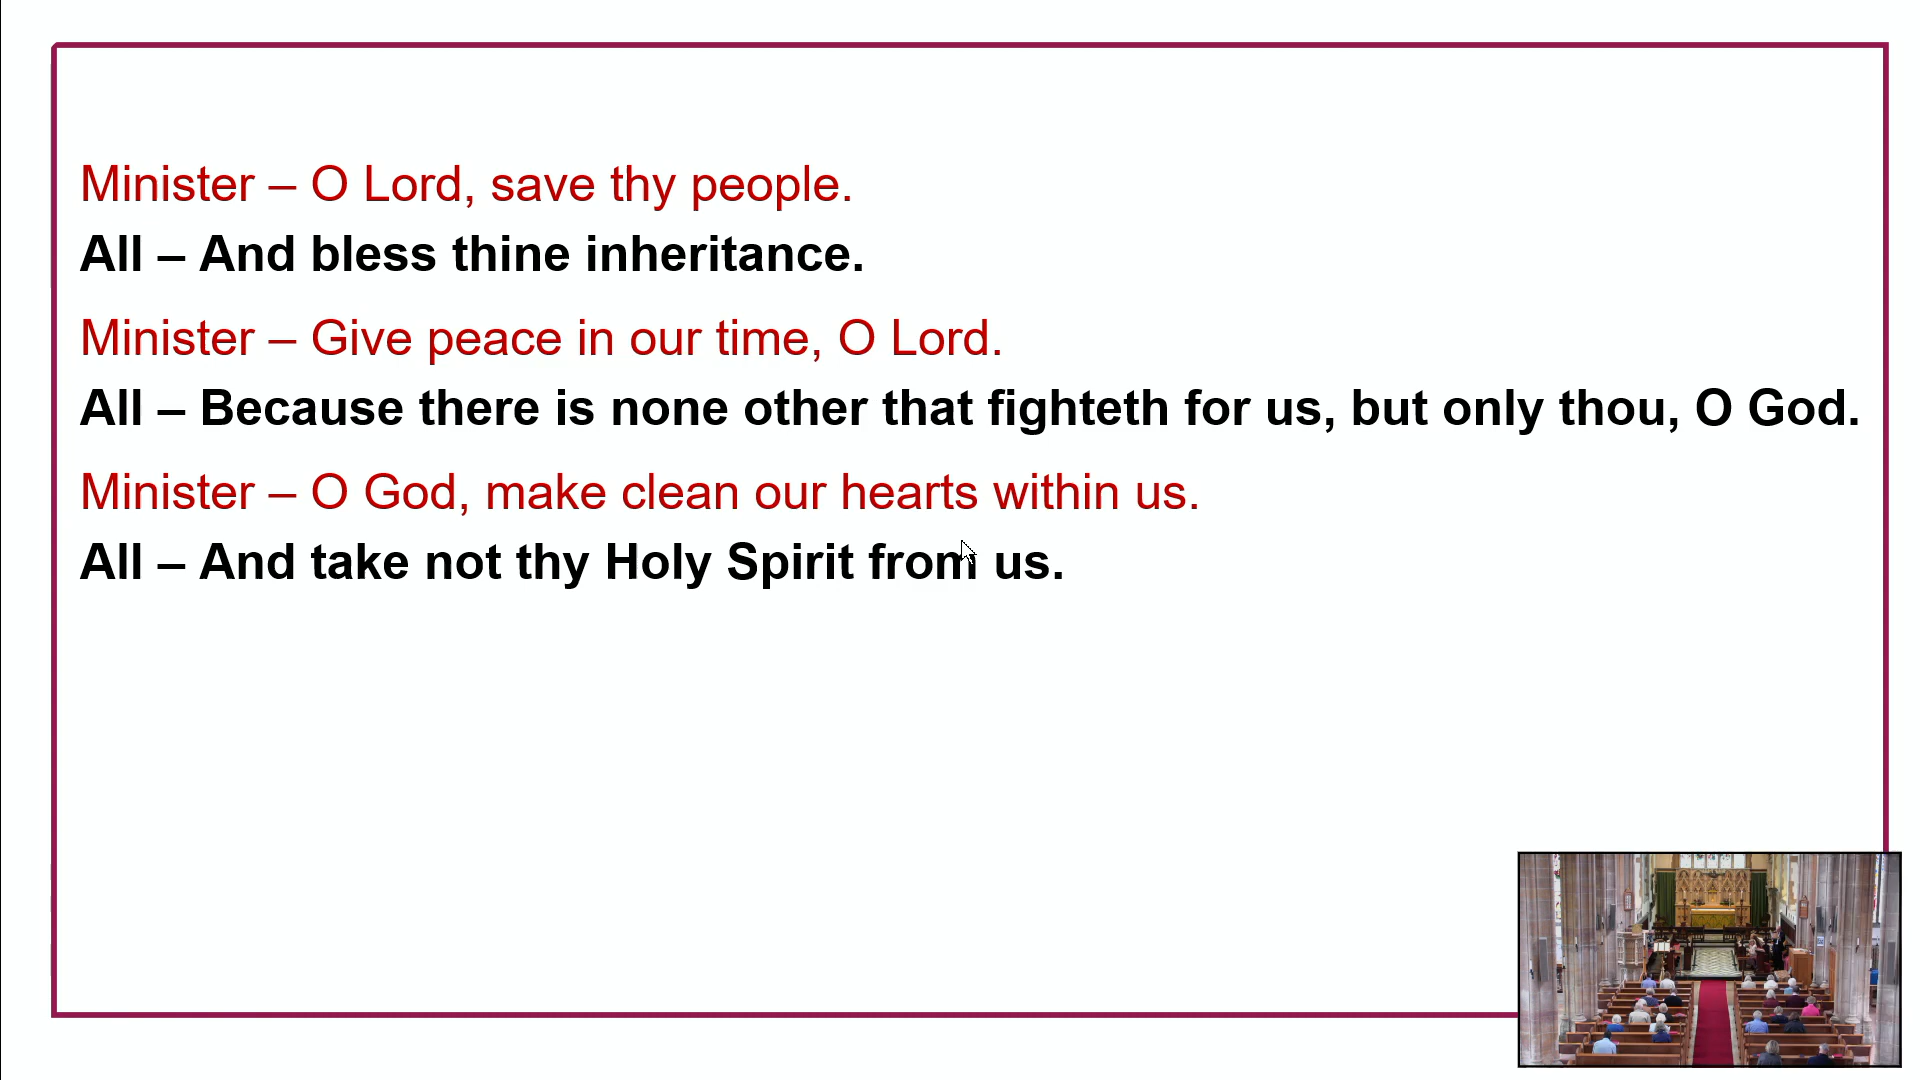 Minister – O Lord, save thy people.
All – And bless thine inheritance.
Minister – Give peace in our time, O Lord.
All – Because there is none other that fighteth for us, but only thou, O God.
Minister – O God, make clean our hearts within us.
All – And take not thy Holy Spirit from us.